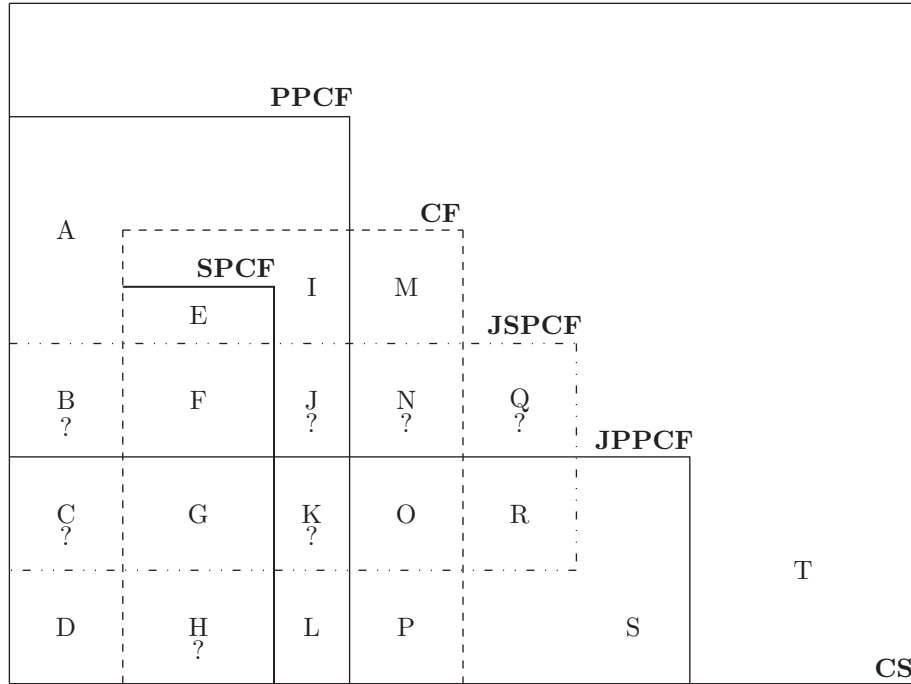 PPCF
CF
A
SPCF
I M
E
JSPCF
B F J N Q
? ? ? ?
JPPCF
C G K O R
? ?
T
D H L P S
?
CS